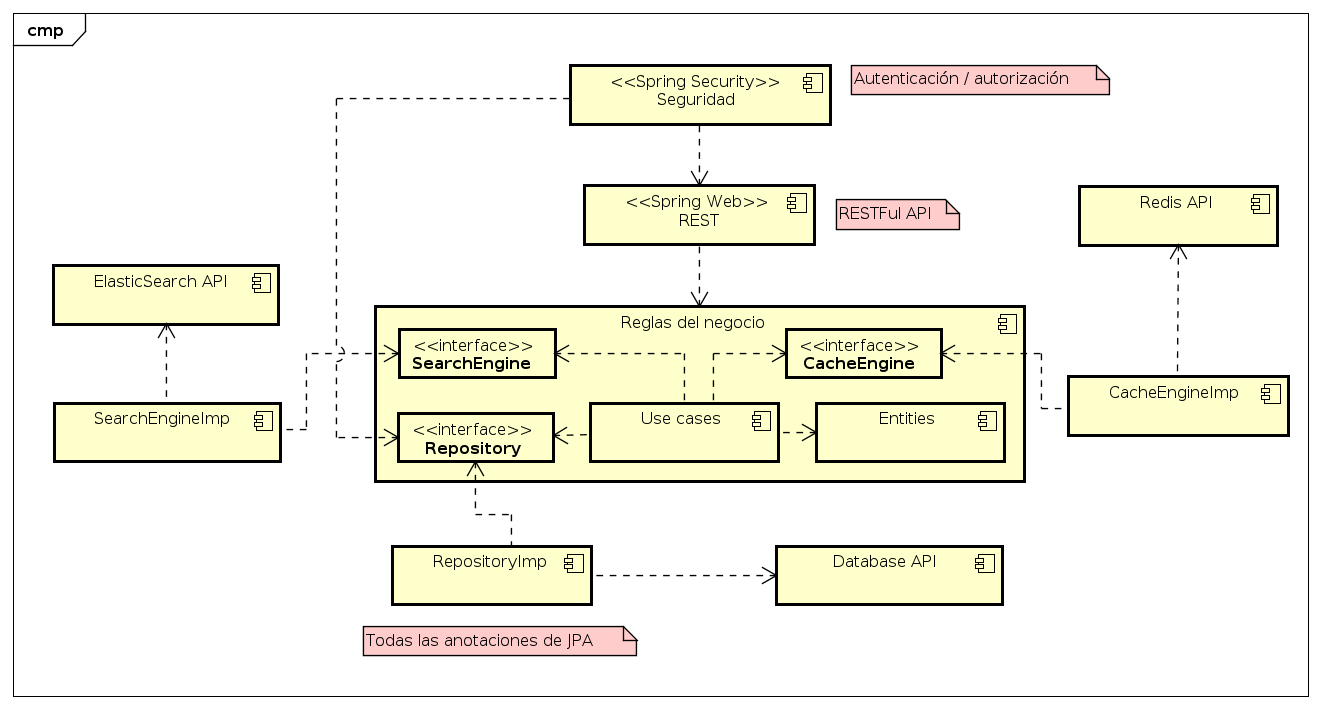 cmp
<<Spring Security>>
Seguridad
Autenticación / autorización
<<Spring Web>>
REST
RESTFul API
Redis API
ElasticSearch API
Reglas del negocio
<<interface>>
SearchEngine
<<interface>>
CacheEngine
CacheEngineImp
SearchEngineImp
<<interface>>
Repository
Use cases
Entities
RepositoryImp
Database API
Todas las anotaciones de JPA